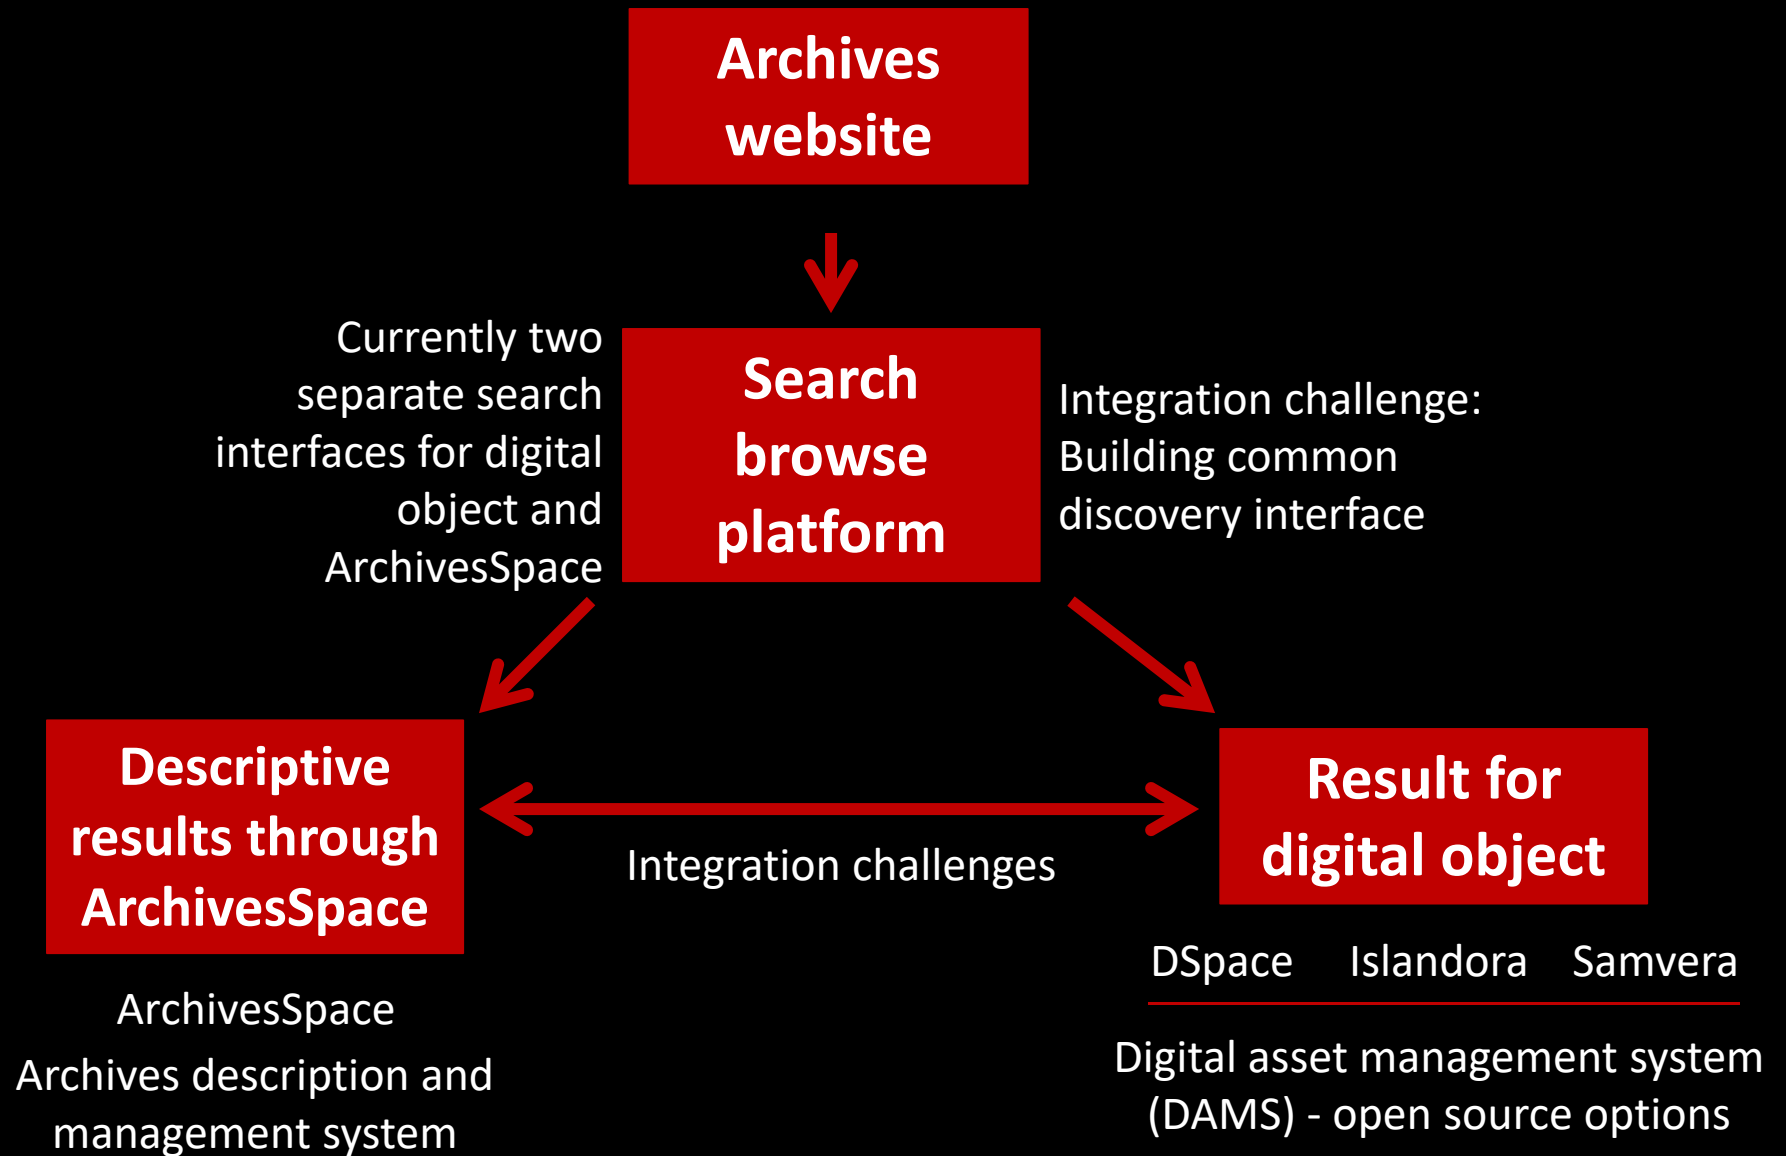 Archives
website
Currently two
separate search
interfaces for digital
object and
ArchivesSpace
Search
browse
platform
Integration challenge:
Building common
discovery interface
Descriptive
results through
ArchivesSpace
Integration challenges
Result for
digital object
ArchivesSpace
Archives description and
management system
DSpace Islandora Samvera
Digital asset management system
(DAMS) - open source options